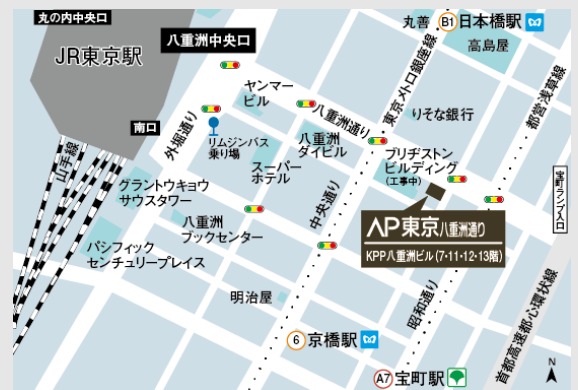 丸の内中央口
JR東京駅
八重洲中央口
丸善
B1 日本橋駅
高島屋
ヤンマー
ビル
東京メトロ銀座線
都営浅草線
八重洲通り
りそな銀行
外堀通り
南口
リムジンバス
乗り場
八重洲
ダイビル
ブリヂストン
ビルディング
(工事中)
山手線
スーパー
ホテル
宝町ランプ入口
グラントウキョウ
サウスタワー
中央通り
AP東京八重洲通り
KPP八重洲ビル(7・11・12・13階)
八重洲
ブックセンター
パシフィック
センチュリープレイス
昭和通り
明治屋
首都高速都心環状線
6 京橋駅
A7 宝町駅
N